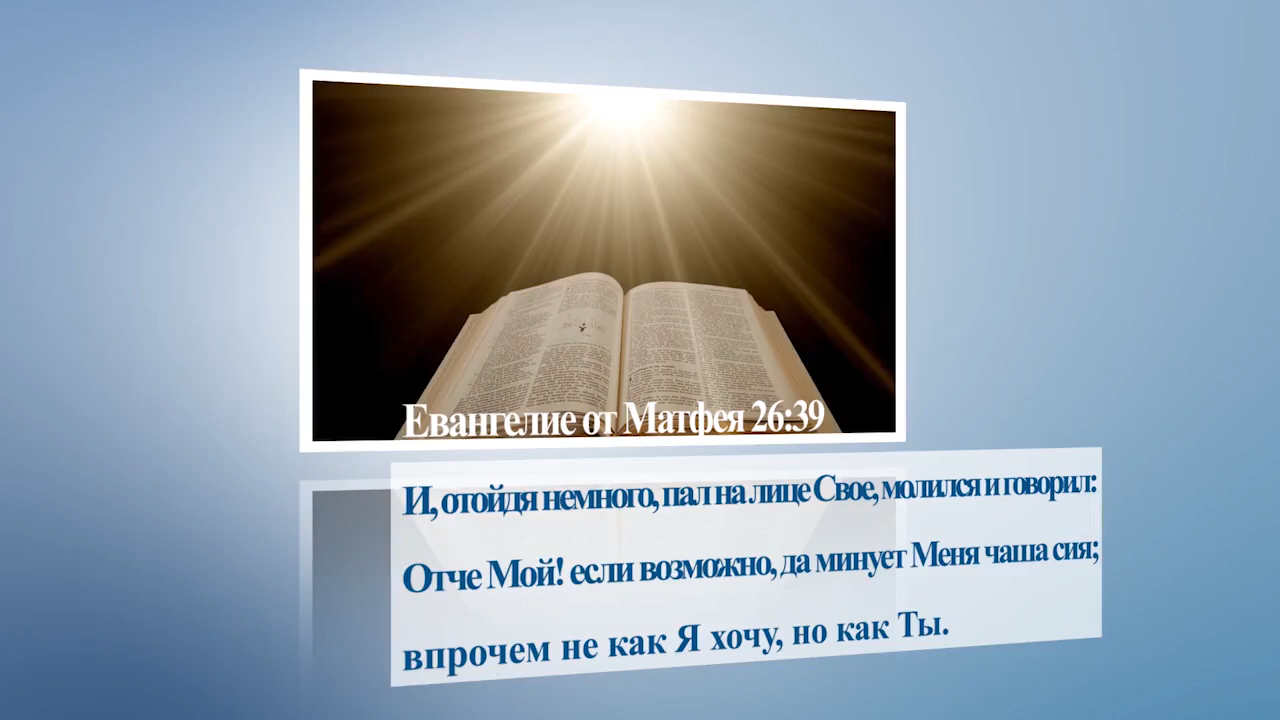 Евангелие от Матфея 26:39
И, отойдя немного, пал на лице Свое, молился и говорил:
Отче Мой! если возможно, да минует Меня чаша сия;
впрочем не как Я хочу, но как Ты.